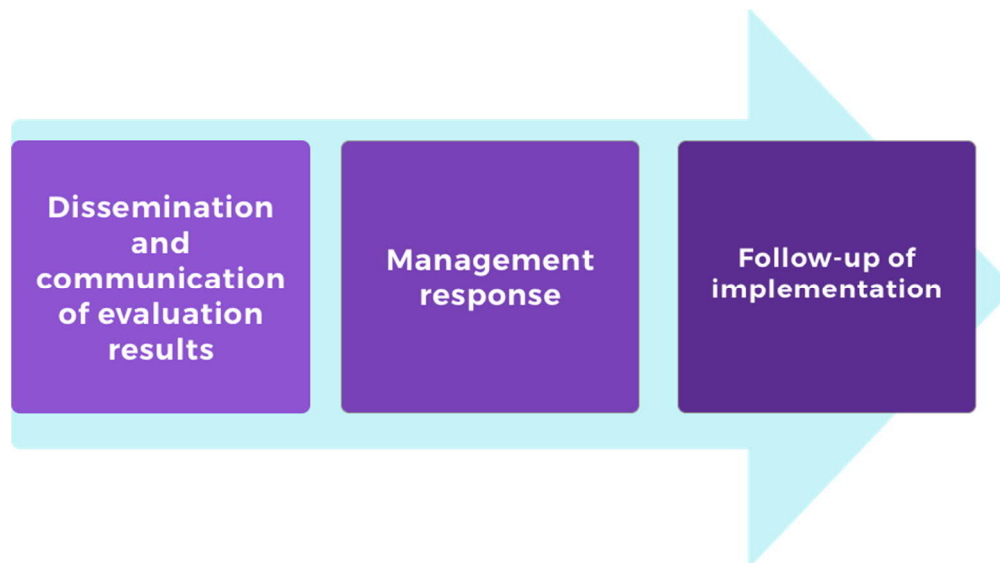 Dissemination
and
communication
of evaluation
results
Management
response
Follow-up of
implementation